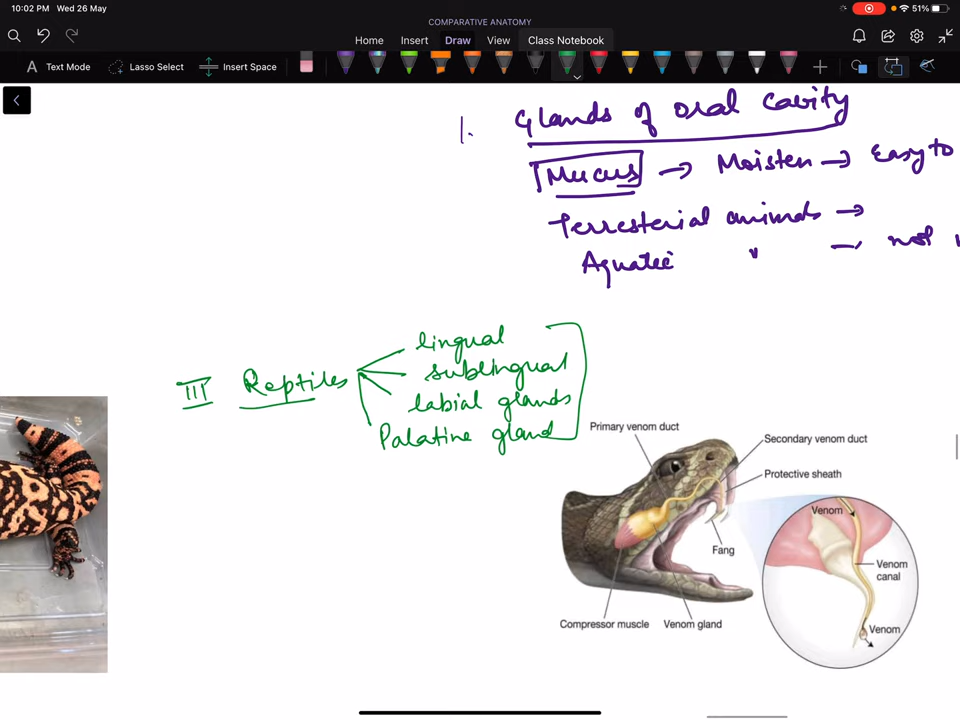 10:02 PM Wed 26 May
51%
COMPARATIVE ANATOMY
Home Insert Draw View Class Notebook
Text Mode Lasso Select Insert Space
1. Glands of oral cavity
Mucus → Moisten → Easy to
Terresterial animals →
Aquatic " → not
III Reptiles
lingual
sublingual
labial glands
Palatine gland
Primary venom duct
Secondary venom duct
Protective sheath
Venom
Fang
Venom canal
Compressor muscle
Venom gland
Venom